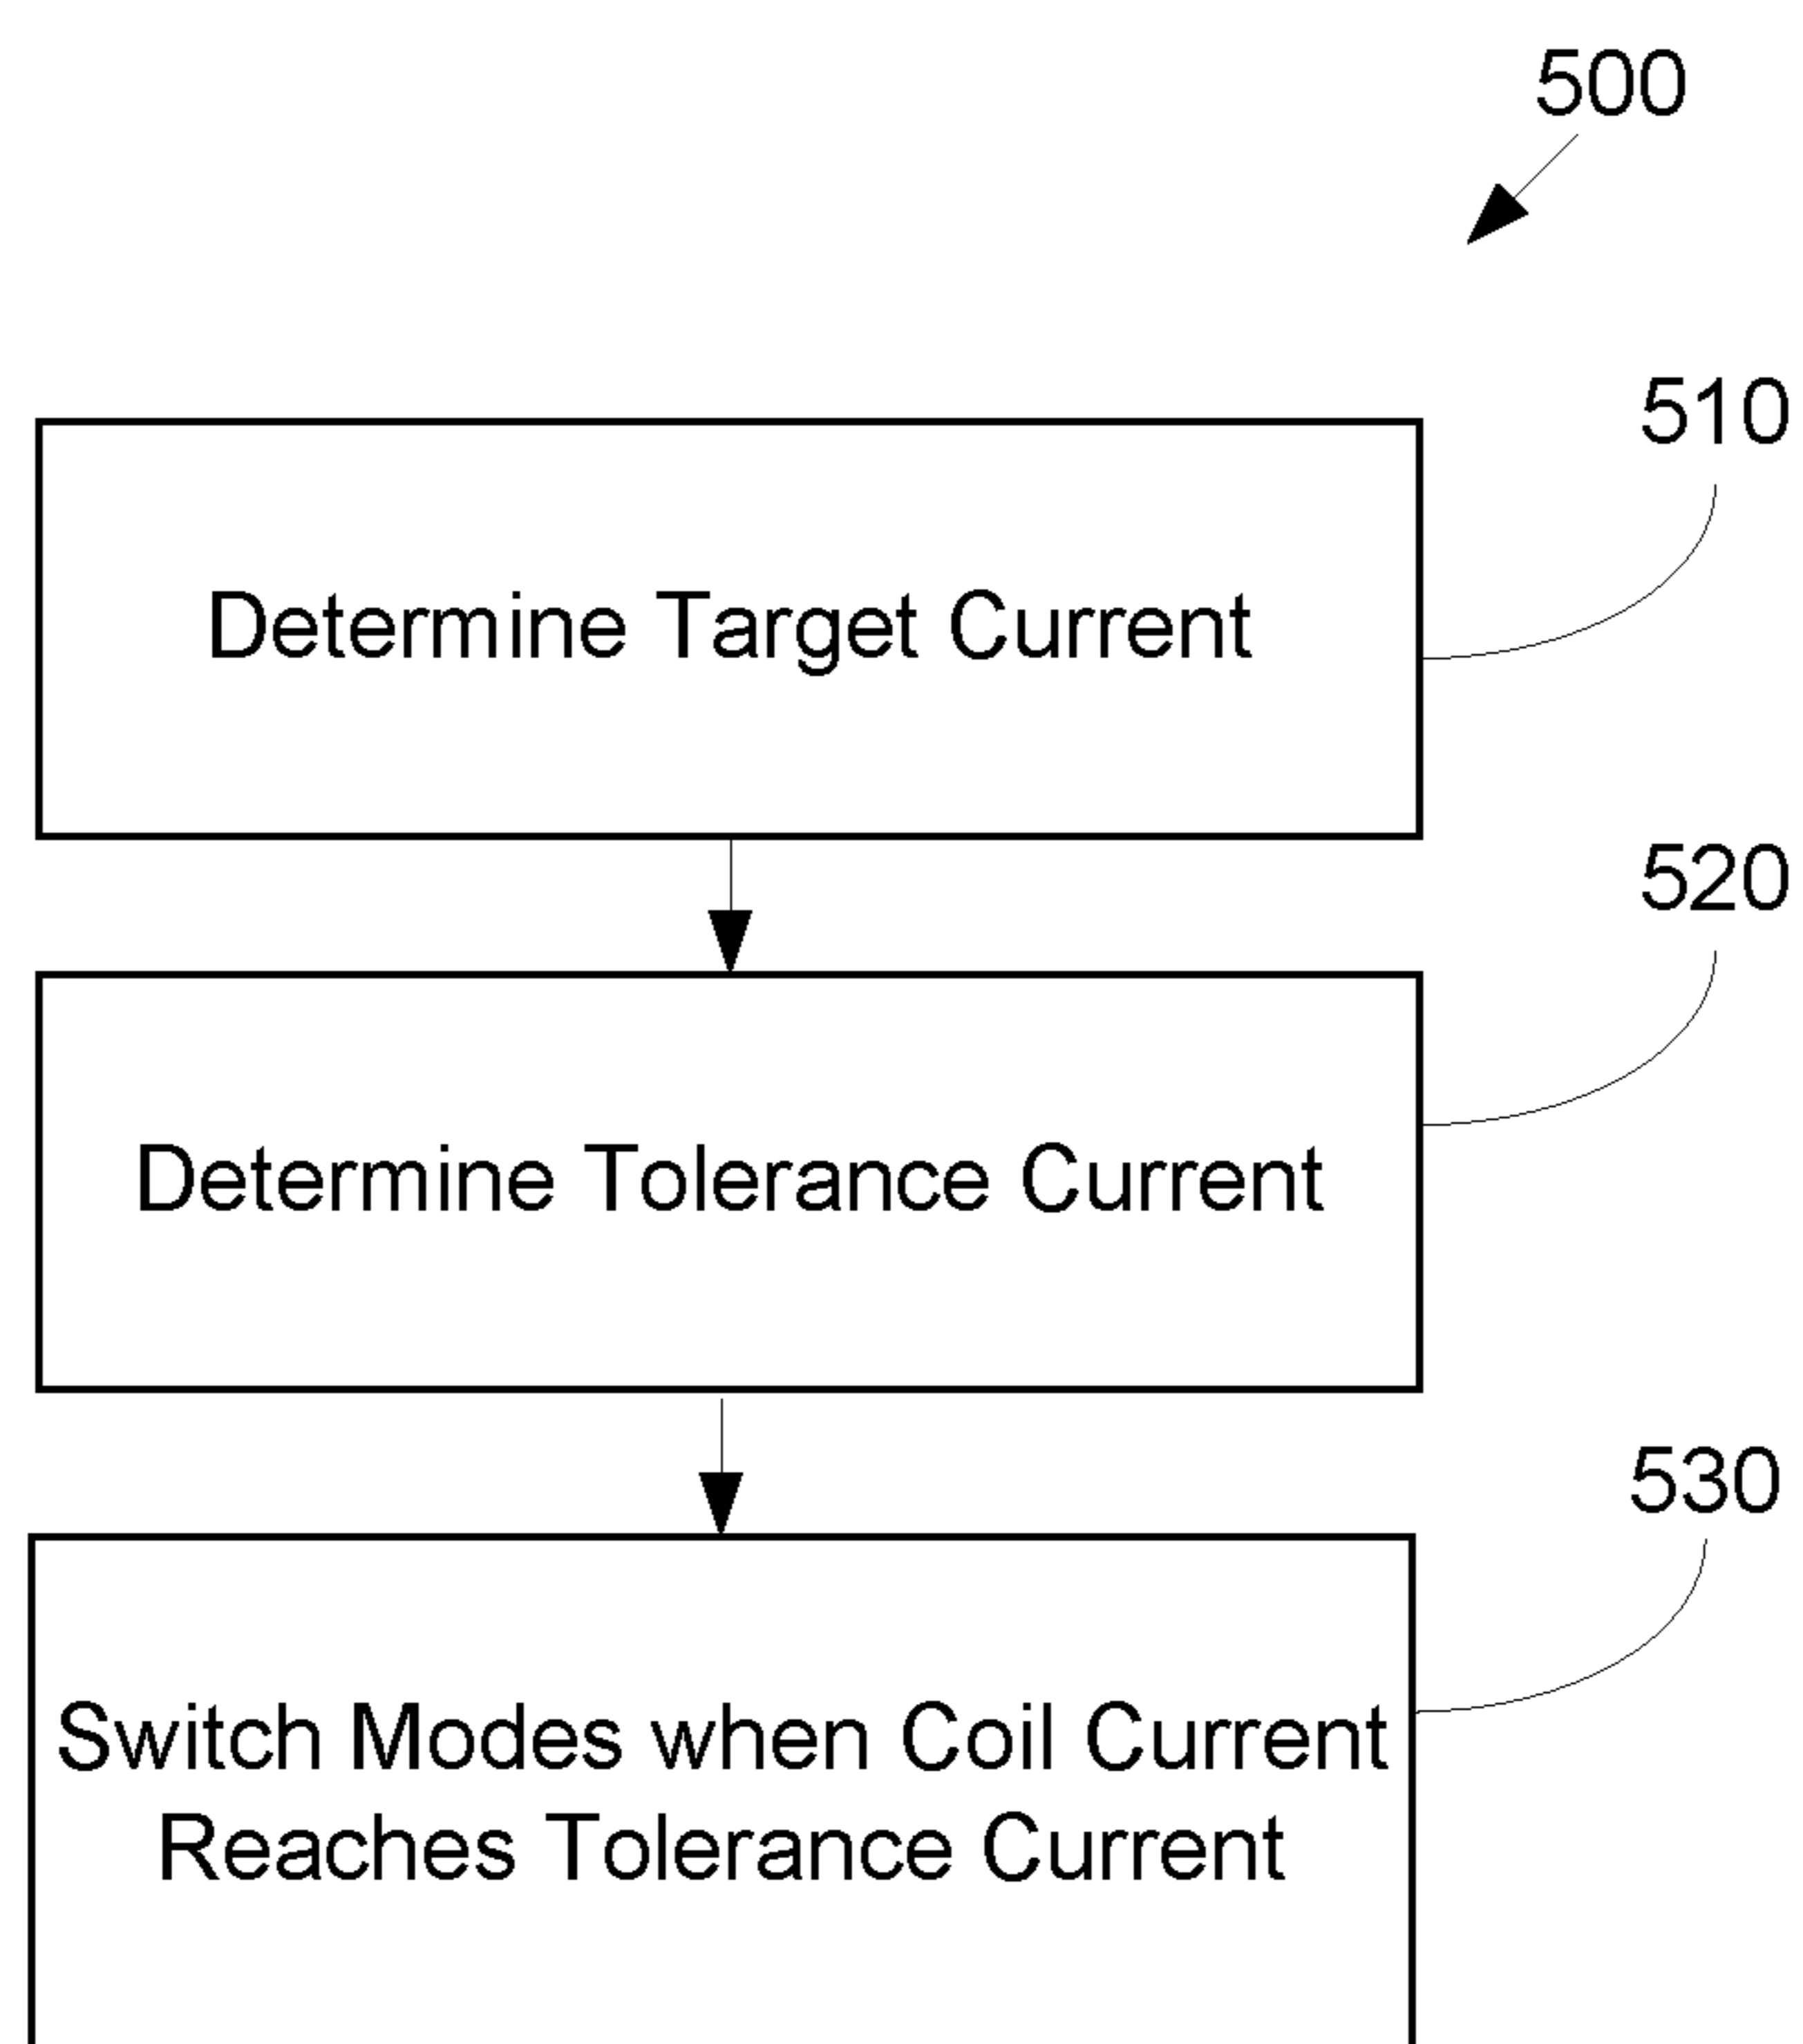 500
510
Determine Target Current
520
Determine Tolerance Current
530
Switch Modes when Coil Current
Reaches Tolerance Current